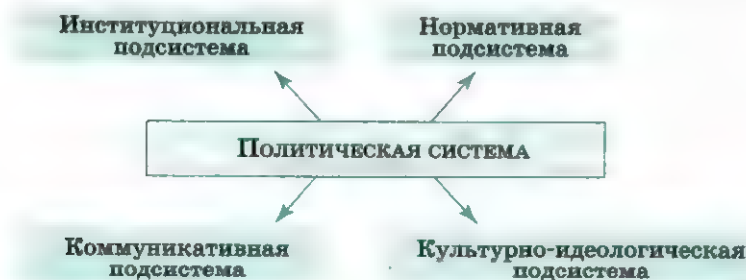 Институциональная
подсистема
Нормативная
подсистема
Политическая система
Коммуникативная
подсистема
Культурно-идеологическая
подсистема